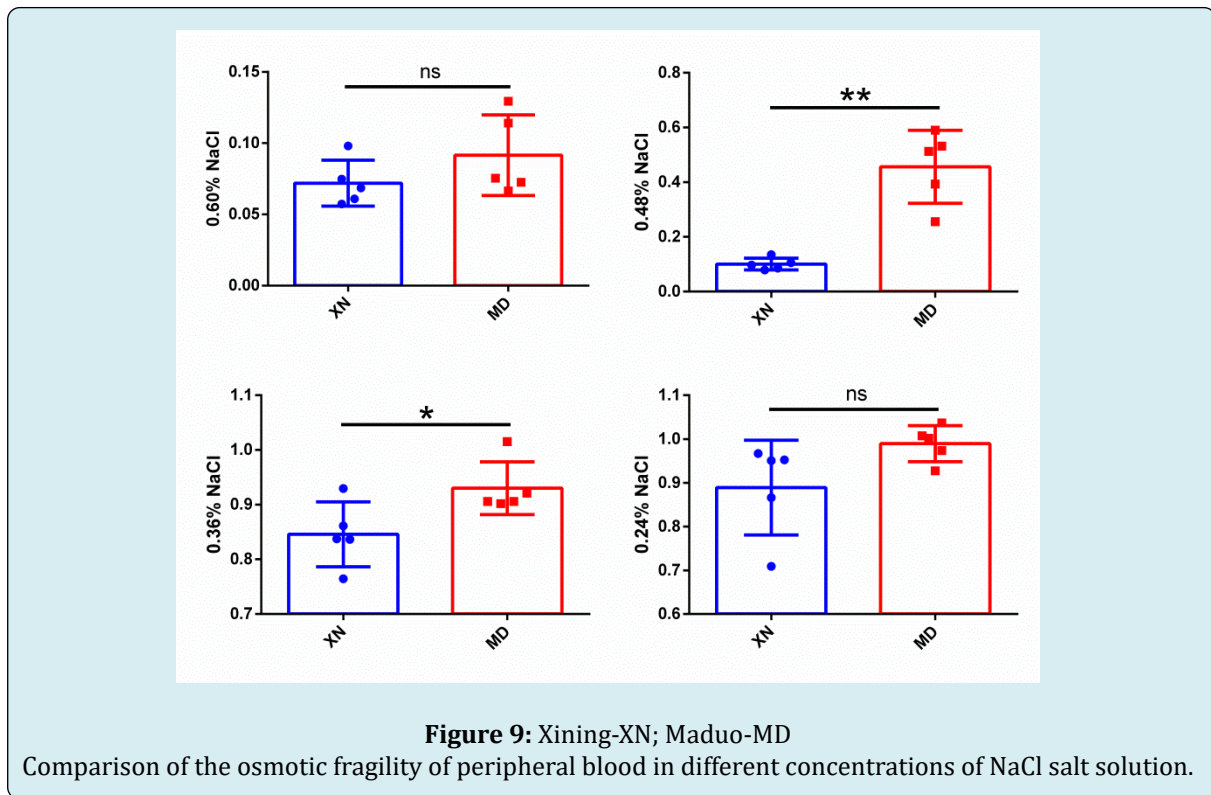 ns
0.15
0.10
0.05
0.00
0.60% NaCl
XN
MD
**
0.8
0.6
0.4
0.2
0.0
0.48% NaCl
XN
MD
*
1.1
1.0
0.9
0.8
0.7
0.36% NaCl
XN
MD
ns
1.1
1.0
0.9
0.8
0.7
0.6
0.24% NaCl
XN
MD
Figure 9: Xining-XN; Maduo-MD
Comparison of the osmotic fragility of peripheral blood in different concentrations of NaCl salt solution.